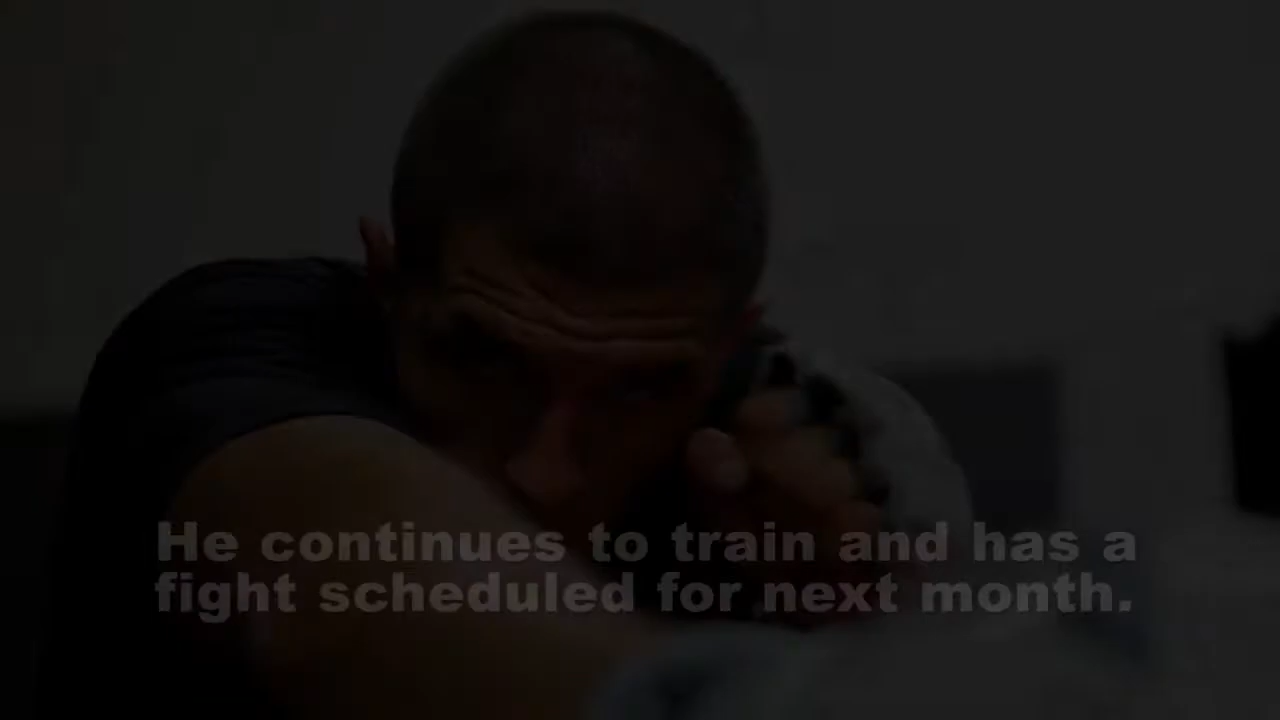 He continues to train and has a
fight scheduled for next month.